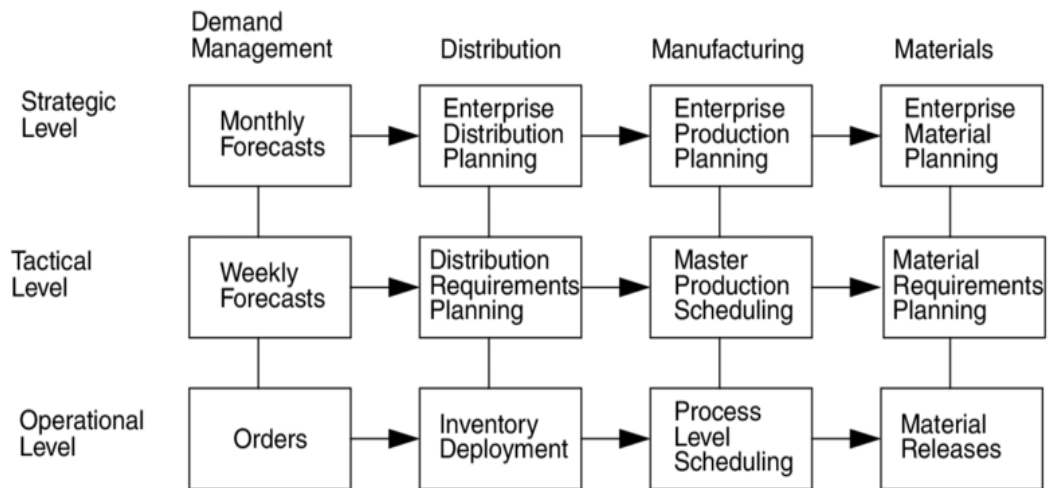 Demand
Management
Distribution
Manufacturing
Materials
Strategic
Level
Monthly
Forecasts
Enterprise
Distribution
Planning
Enterprise
Production
Planning
Enterprise
Material
Planning
Tactical
Level
Weekly
Forecasts
Distribution
Requirements
Planning
Master
Production
Scheduling
Material
Requirements
Planning
Operational
Level
Orders
Inventory
Deployment
Process
Level
Scheduling
Material
Releases